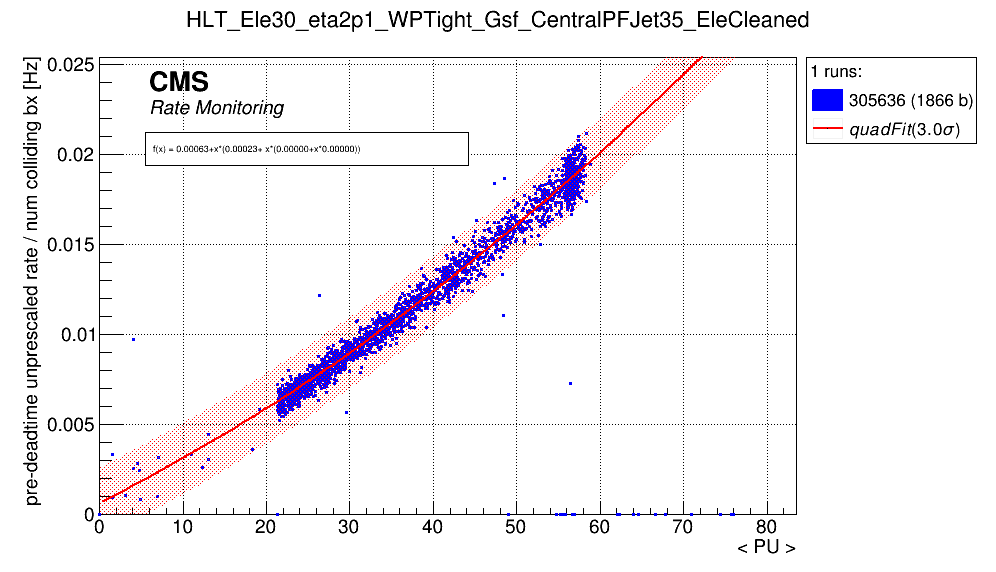 HLT_Ele30_eta2p1_WPTight_Gsf_CentralPFJet35_EleCleaned
pre-deadtime unprescaled rate / num colliding bx [Hz]
0.025
0.02
0.015
0.01
0.005
0
CMS
Rate Monitoring
f(x) = 0.00063+x*(0.00023+ x*(0.00000+x*0.00000))
0 10 20 30 40 50 60 70 80
< PU >
1 runs:
305636 (1866 b)
quadFit(3.0σ)